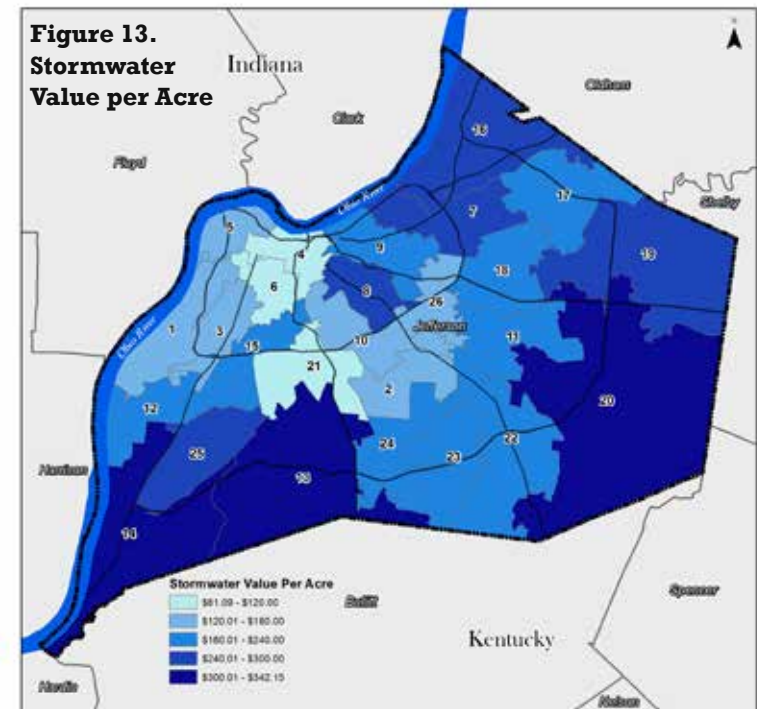 Figure 13.
Stormwater
Value per Acre
Indiana
N
Oldham
Clark
Floyd
16
17
Shelby
Ohio River
7
5
9
4
19
18
8
6
26
Jefferson
1
3
10
11
Ohio River
15
21
2
20
12
24
22
25
23
Harrison
13
14
Stormwater Value Per Acre
$81.09 - $120.00
$120.01 - $160.00
$160.01 - $240.00
$240.01 - $300.00
$300.01 - $342.15
Bullitt
Spencer
Kentucky
Hardin
Nelson